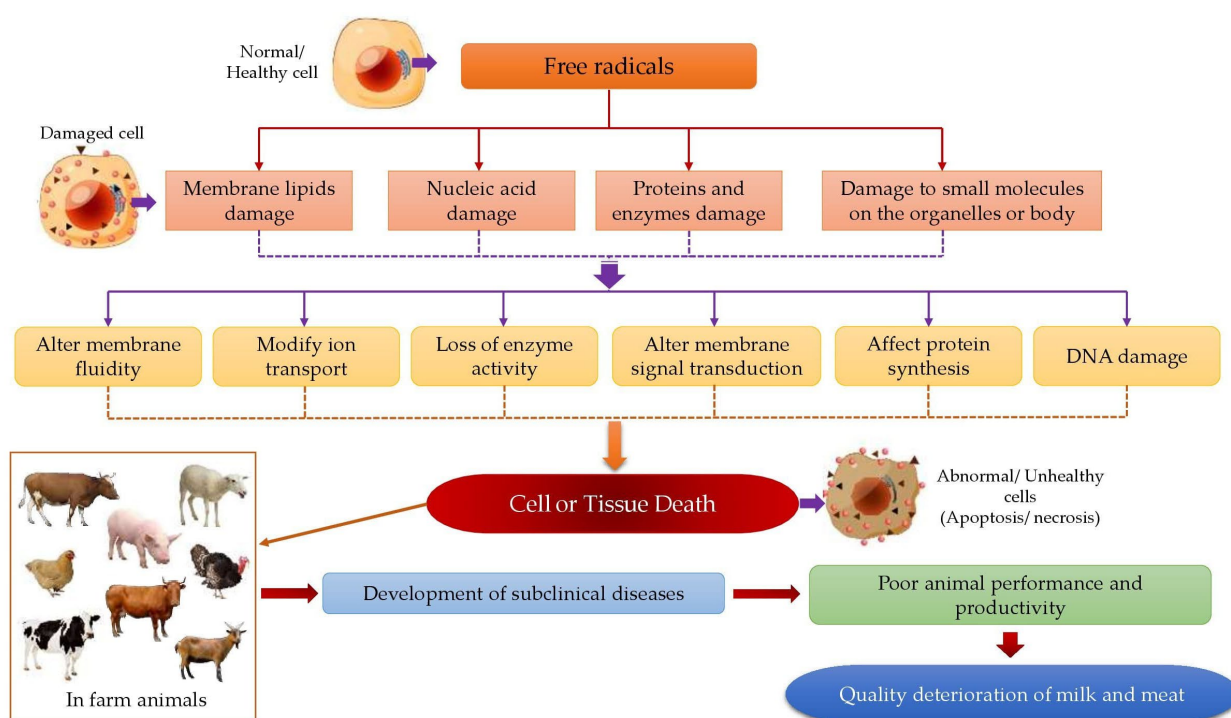 Normal/
Healthy cell
Free radicals
Damaged cell
Membrane lipids
damage
Nucleic acid
damage
Proteins and
enzymes damage
Damage to small molecules
on the organelles or body
Alter membrane
fluidity
Modify ion
transport
Loss of enzyme
activity
Alter membrane
signal transduction
Affect protein
synthesis
DNA damage
Cell or Tissue Death
Abnormal/ Unhealthy
cells
(Apoptosis/ necrosis)
In farm animals
Development of subclinical diseases
Poor animal performance and
productivity
Quality deterioration of milk and meat